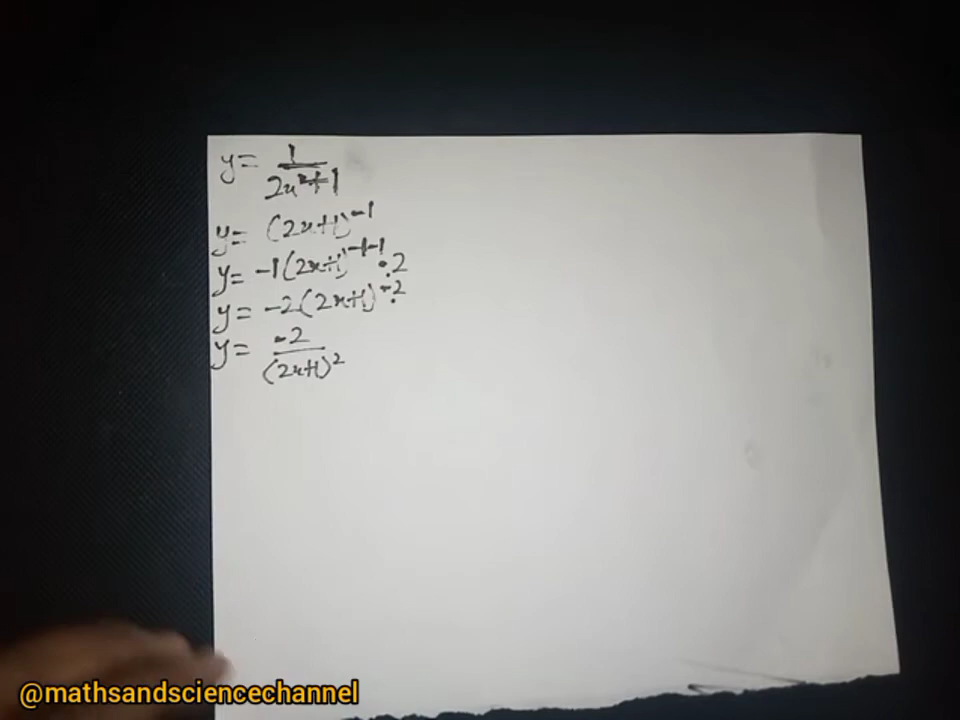 y = 1/(2x²+1)
y = (2x+1)⁻¹
y = -1(2x+1)⁻¹⁻¹·2
y = -2(2x+1)⁻²
y = -2/(2x+1)²
@mathsandsciencechannel